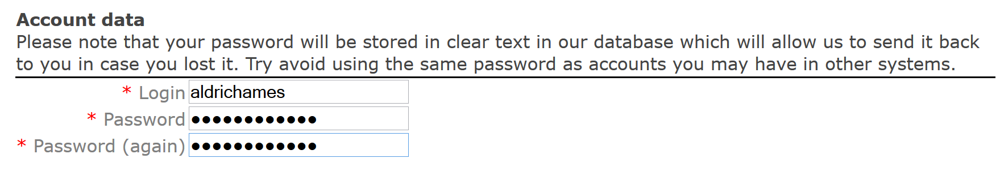 Account data
Please note that your password will be stored in clear text in our database which will allow us to send it back
to you in case you lost it. Try avoid using the same password as accounts you may have in other systems.
* Login aldrichames
* Password ●●●●●●●●●●●●
* Password (again) ●●●●●●●●●●●●